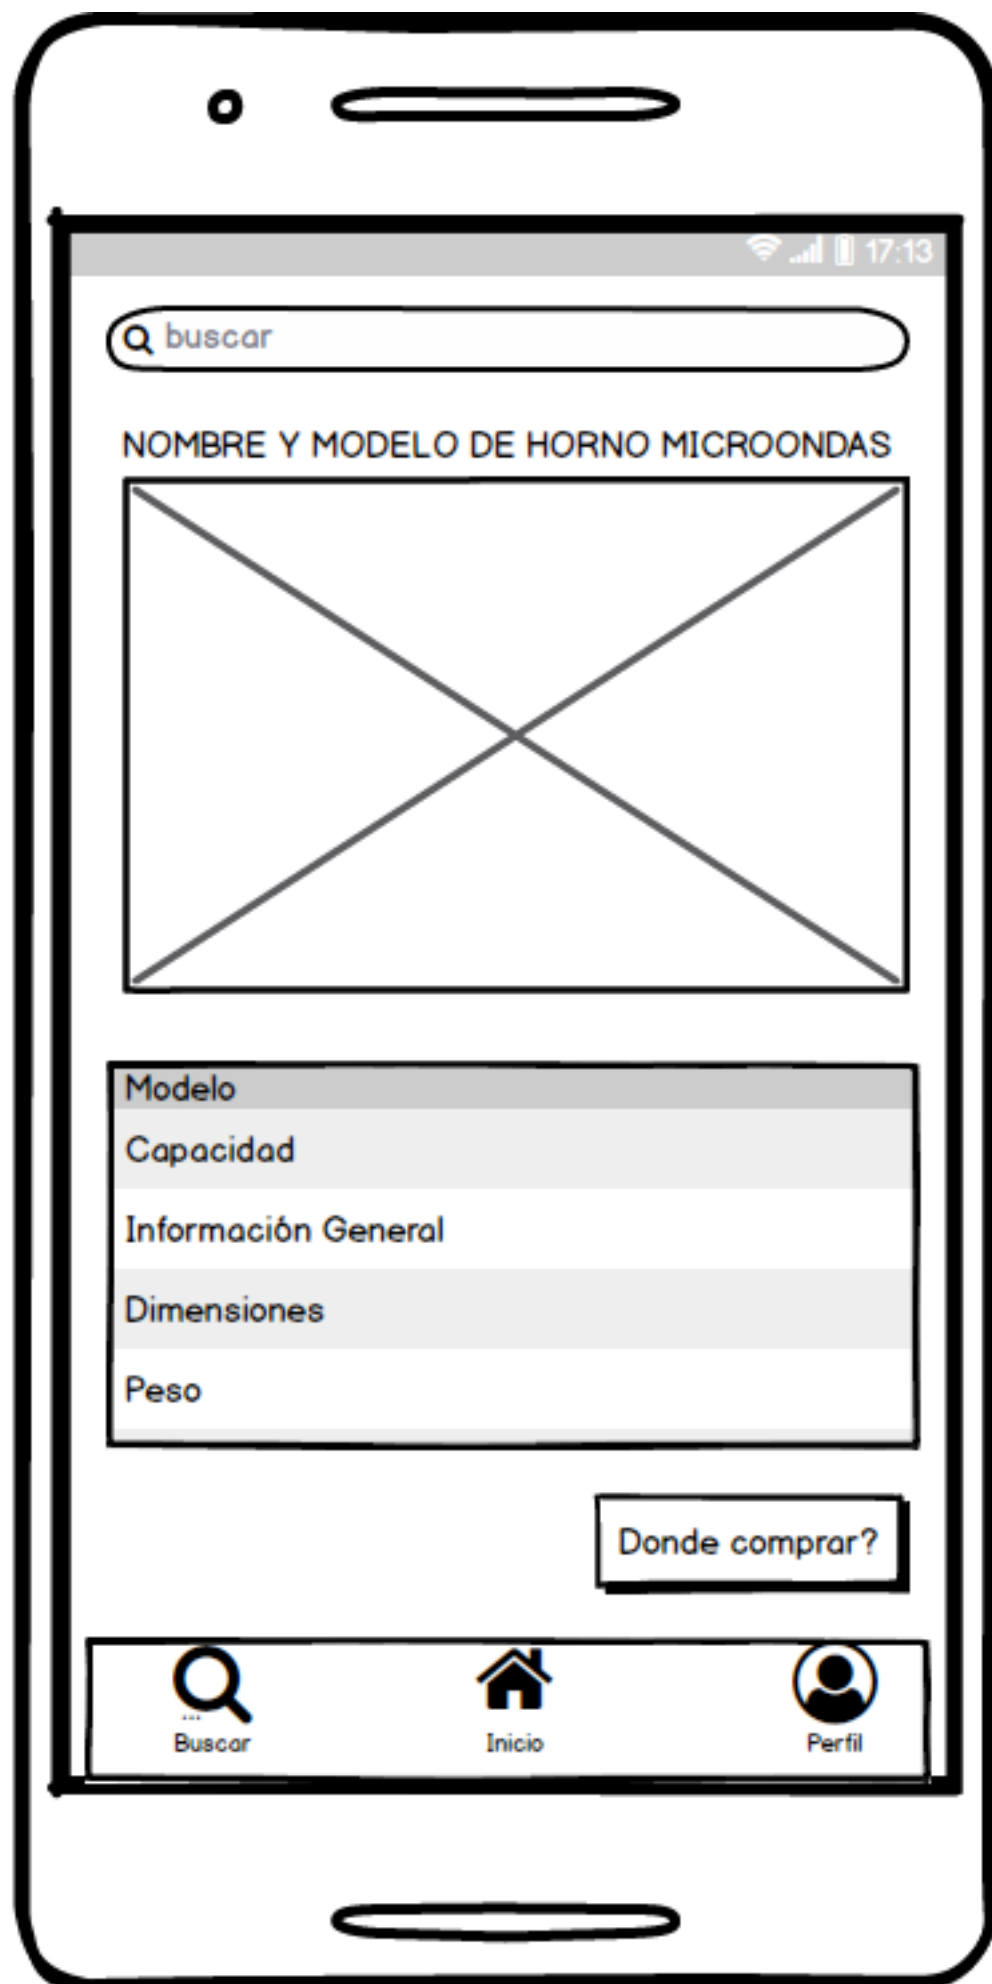 17:13
buscar
NOMBRE Y MODELO DE HORNO MICROONDAS
Modelo
Capacidad
Información General
Dimensiones
Peso
Donde comprar?
Buscar
Inicio
Perfil